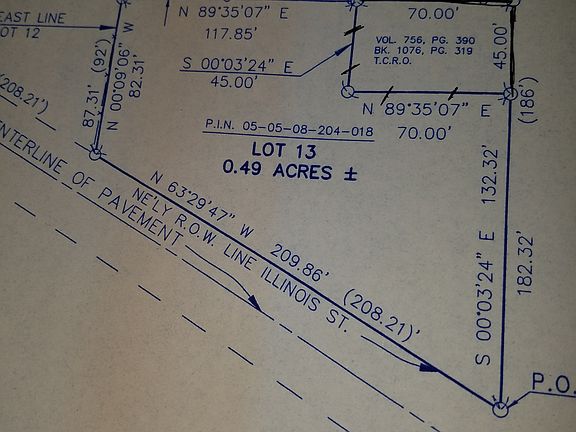 EAST LINE
OT 12
N 89°35'07" E
117.85'
70.00'
VOL. 756, PG. 390
BK. 1076, PG. 319
T.C.R.O.
45.00'
S 00°03'24" E
45.00'
87.31' (92')
N 00°09'06" W
82.31'
(208.21')
N 89°35'07" E
70.00'
(186')
P.I.N. 05-05-08-204-018
LOT 13
0.49 ACRES ±
132.32'
S 00°03'24" E
182.32'
N 63°29'47" W 209.86' (208.21)'
NE'LY R.O.W. LINE ILLINOIS ST.
ENTERLINE OF PAVEMENT
P.O.